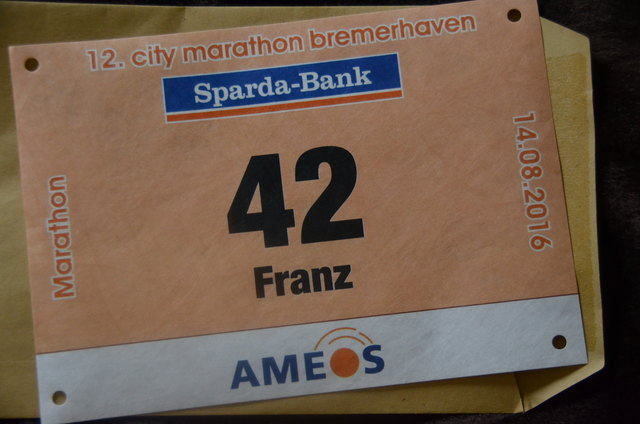 12. city marathon bremerhaven
Sparda-Bank
Marathon
14.08.2016
42
Franz
AMEOS